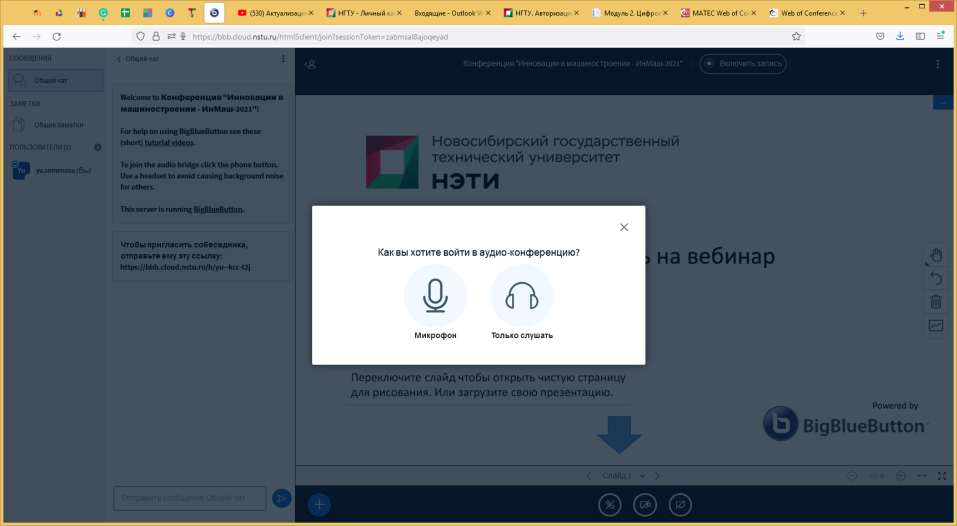 (530) Актуализаци
НГТУ - Личный ка
Входящие - Outlook W
НГТУ. Авторизаци
Модуль 2. Цифров
MATEC Web of Co
Web of Conference
https://bbb.cloud.nstu.ru/html5client/join?sessionToken=zabmsal8ajoqeyad
СООБЩЕНИЯ
Общий чат
ЗАМЕТКИ
Общие заметки
ПОЛЬЗОВАТЕЛИ (1)
Yu
yu.semenova (Вы)
Общий чат
Welcome to Конференция "Инновации в
машиностроении - ИнМаш-2021"!
For help on using BigBlueButton see these
(short) tutorial videos.
To join the audio bridge click the phone button.
Use a headset to avoid causing background noise
for others.
This server is running BigBlueButton.
Чтобы пригласить собеседника,
отправьте ему эту ссылку:
https://bbb.cloud.nstu.ru/b/yu--kcc-t2j
Отправить сообщение Общий чат
Конференция "Инновации в машиностроении - ИнМаш-2021"
Включить запись
Новосибирский государственный
технический университет
НЭТИ
ь на вебинар
Как вы хотите войти в аудио-конференцию?
Микрофон
Только слушать
Переключите слайд чтобы открыть чистую страницу
для рисования. Или загрузите свою презентацию.
Powered by
BigBlueButton
Слайд 1
100%